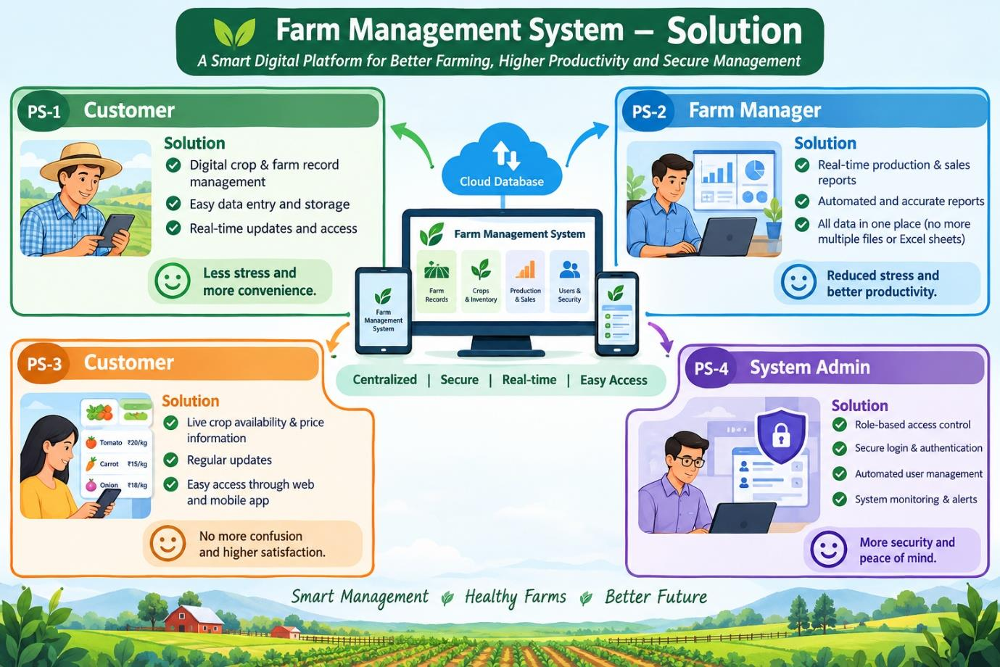 Farm Management System – Solution
A Smart Digital Platform for Better Farming, Higher Productivity and Secure Management
PS-1 Customer
Solution
Digital crop & farm record
management
Easy data entry and storage
Real-time updates and access
Less stress and
more convenience.
Cloud Database
Farm Management System
Farm
Records
Crops
& Inventory
Production
& Sales
Users &
Security
Farm
Management
System
Centralized | Secure | Real-time | Easy Access
PS-2 Farm Manager
Solution
Real-time production & sales
reports
Automated and accurate reports
All data in one place (no more
multiple files or Excel sheets)
Reduced stress and
better productivity.
PS-3 Customer
Tomato ₹20/kg
Carrot ₹15/kg
Onion ₹18/kg
Solution
Live crop availability & price
information
Regular updates
Easy access through web
and mobile app
No more confusion
and higher satisfaction.
PS-4 System Admin
Solution
Role-based access control
Secure login & authentication
Automated user management
System monitoring & alerts
More security and
peace of mind.
Smart Management Healthy Farms Better Future